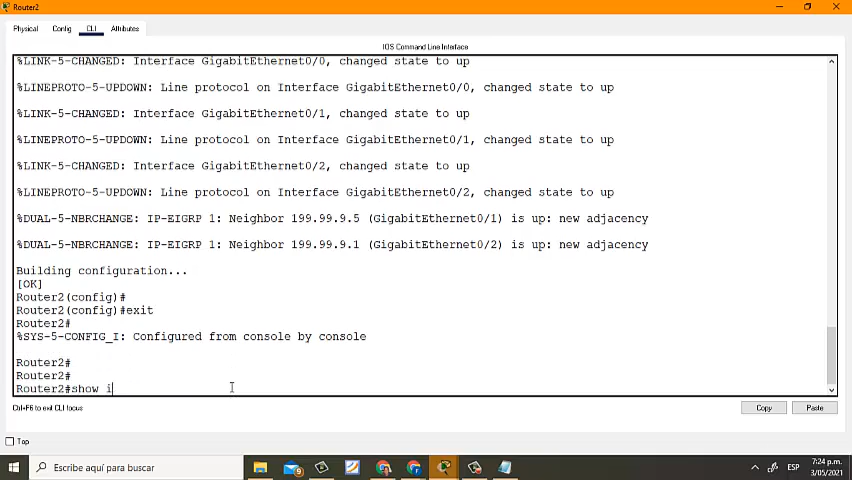 Router2
Physical Config CLI Attributes
IOS Command Line Interface
%LINK-5-CHANGED: Interface GigabitEthernet0/0, changed state to up
%LINEPROTO-5-UPDOWN: Line protocol on Interface GigabitEthernet0/0, changed state to up
%LINK-5-CHANGED: Interface GigabitEthernet0/1, changed state to up
%LINEPROTO-5-UPDOWN: Line protocol on Interface GigabitEthernet0/1, changed state to up
%LINK-5-CHANGED: Interface GigabitEthernet0/2, changed state to up
%LINEPROTO-5-UPDOWN: Line protocol on Interface GigabitEthernet0/2, changed state to up
%DUAL-5-NBRCHANGE: IP-EIGRP 1: Neighbor 199.99.9.5 (GigabitEthernet0/1) is up: new adjacency
%DUAL-5-NBRCHANGE: IP-EIGRP 1: Neighbor 199.99.9.1 (GigabitEthernet0/2) is up: new adjacency
Building configuration...
[OK]
Router2(config)#
Router2(config)#exit
Router2#
%SYS-5-CONFIG_I: Configured from console by console
Router2#
Router2#
Router2#show i
Ctrl+F6 to exit CLI focus
Copy Paste
Top
Escribe aquí para buscar
9
ESP
7:24 p.m.
3/05/2021